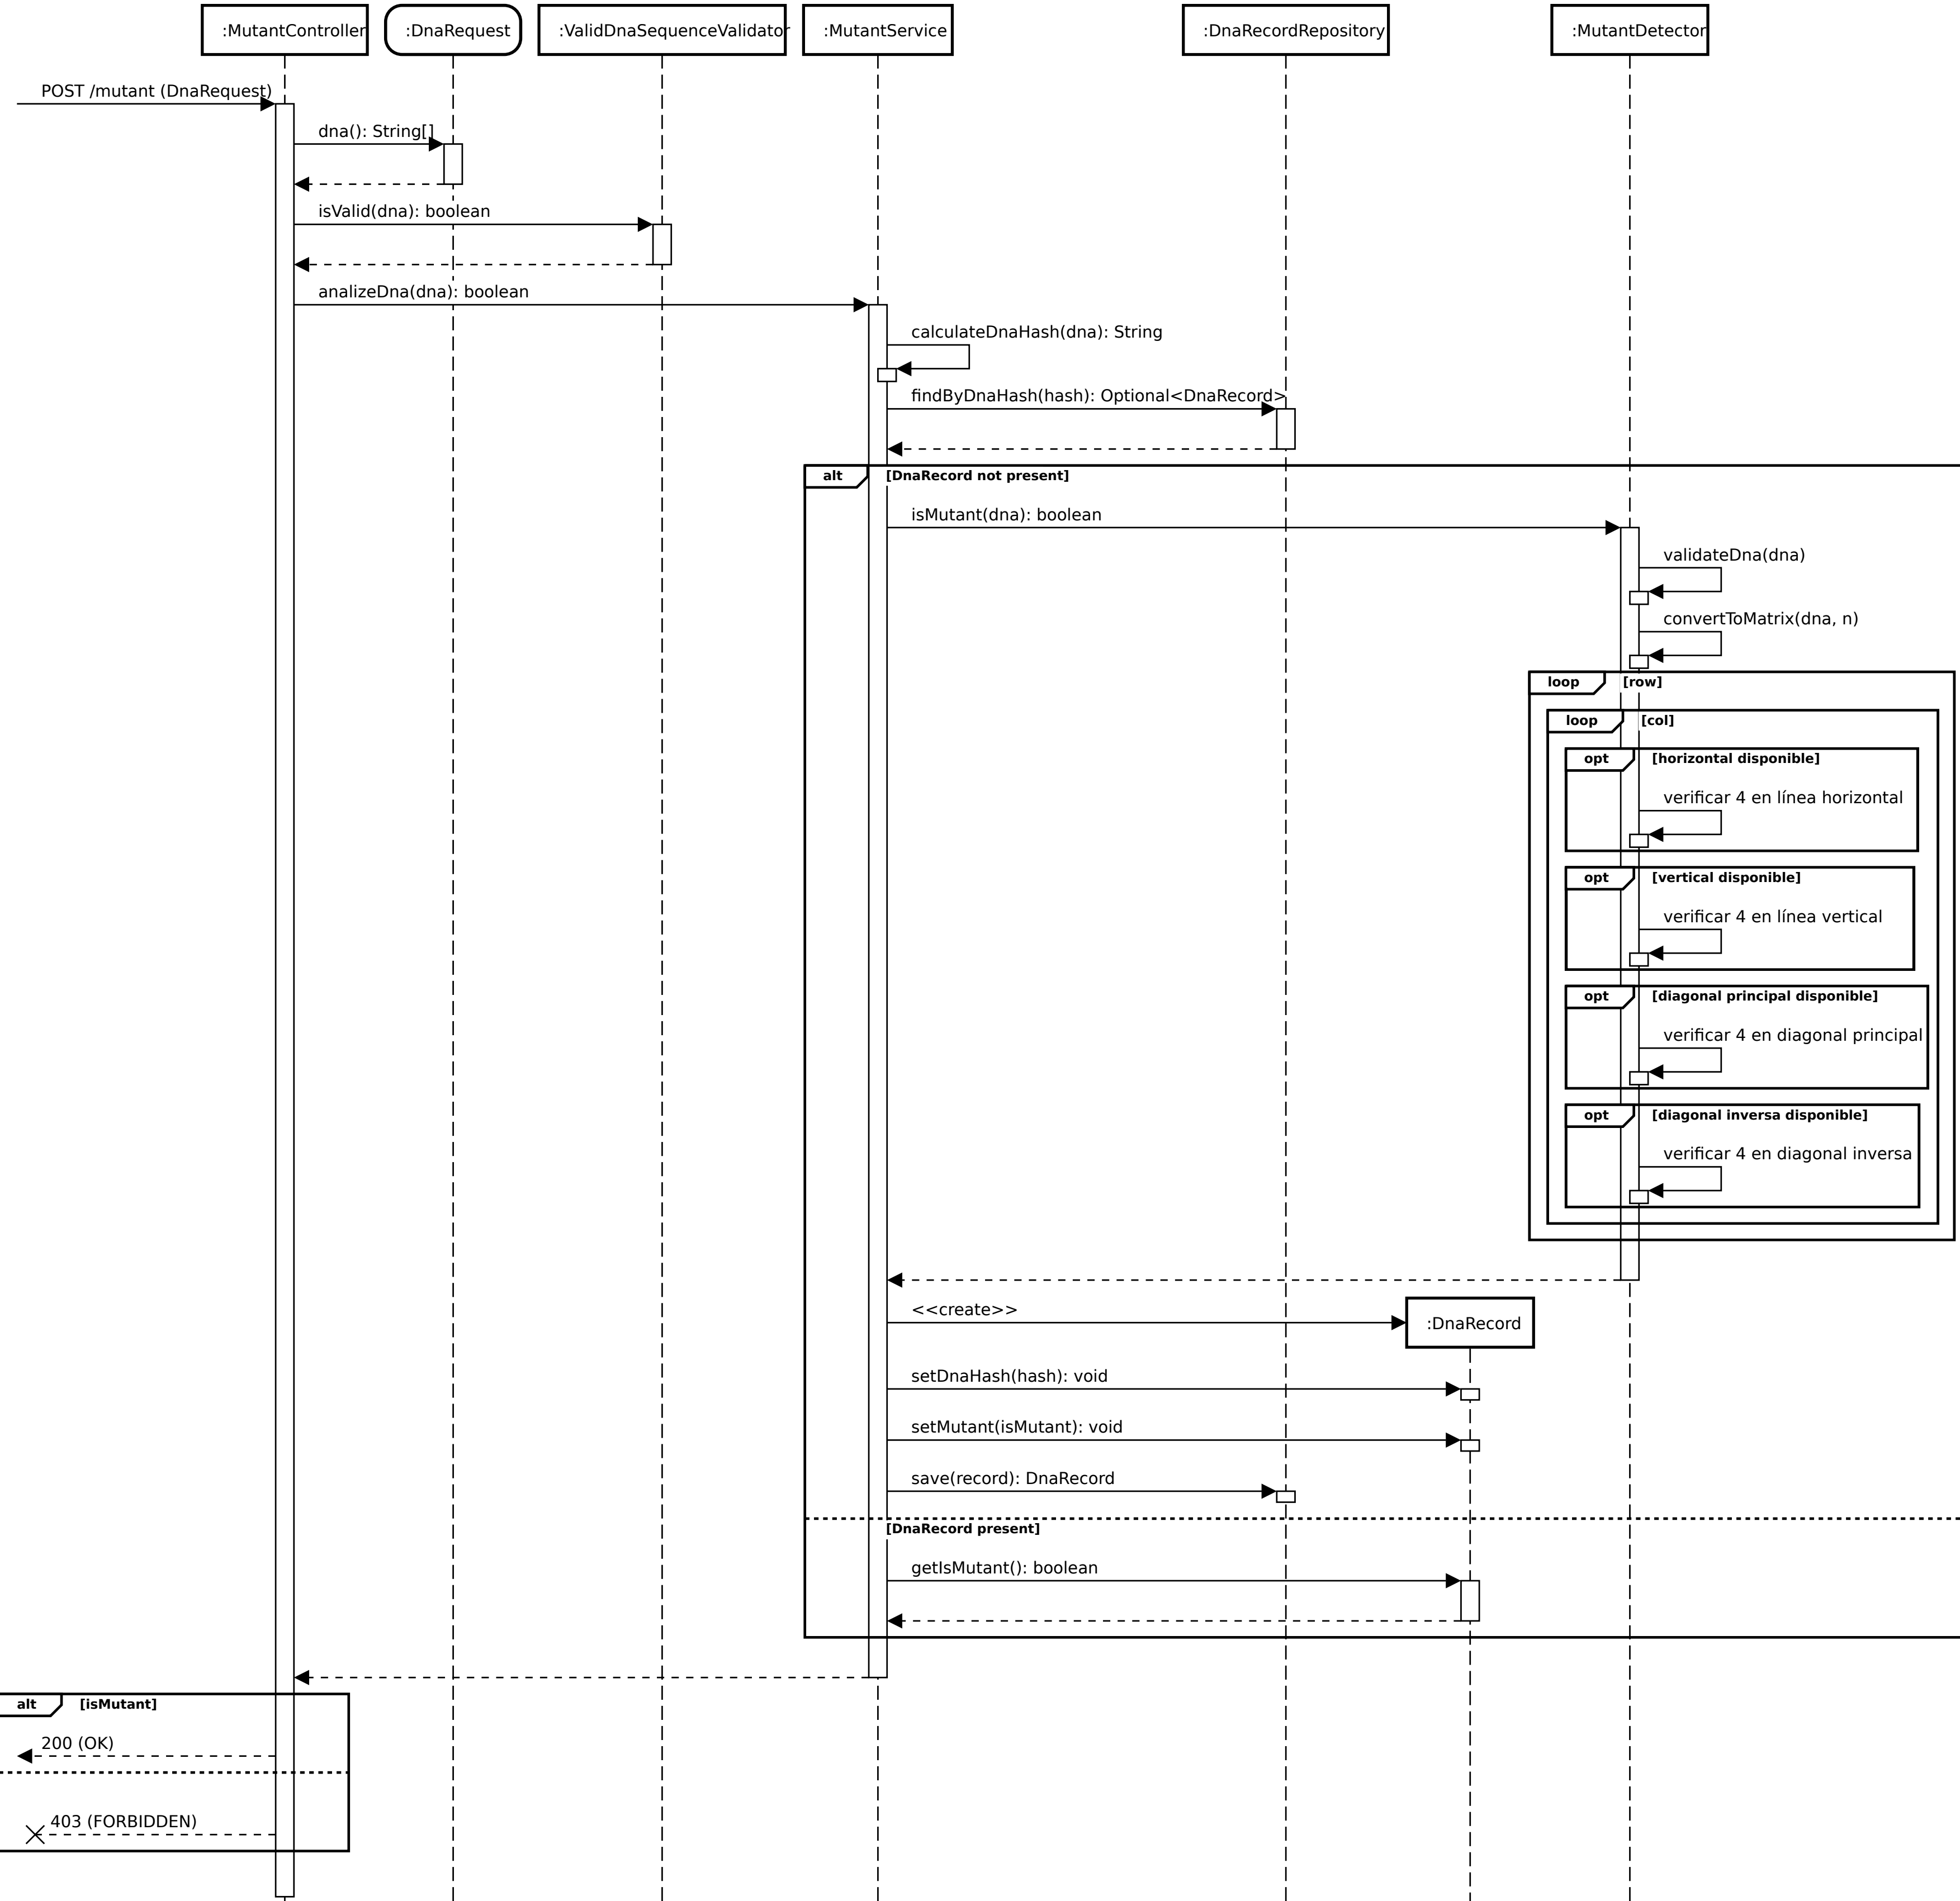 :MutantController
:DnaRequest
:ValidDnaSequenceValidator
:MutantService
:DnaRecordRepository
:MutantDetector
POST /mutant (DnaRequest)
dna(): String[]
isValid(dna): boolean
analizeDna(dna): boolean
calculateDnaHash(dna): String
findByDnaHash(hash): Optional<DnaRecord>
alt
[DnaRecord not present]
isMutant(dna): boolean
validateDna(dna)
convertToMatrix(dna, n)
loop
[row]
loop
[col]
opt
[horizontal disponible]
verificar 4 en línea horizontal
opt
[vertical disponible]
verificar 4 en línea vertical
opt
[diagonal principal disponible]
verificar 4 en diagonal principal
opt
[diagonal inversa disponible]
verificar 4 en diagonal inversa
<<create>>
:DnaRecord
setDnaHash(hash): void
setMutant(isMutant): void
save(record): DnaRecord
[DnaRecord present]
getIsMutant(): boolean
alt
[isMutant]
200 (OK)
403 (FORBIDDEN)